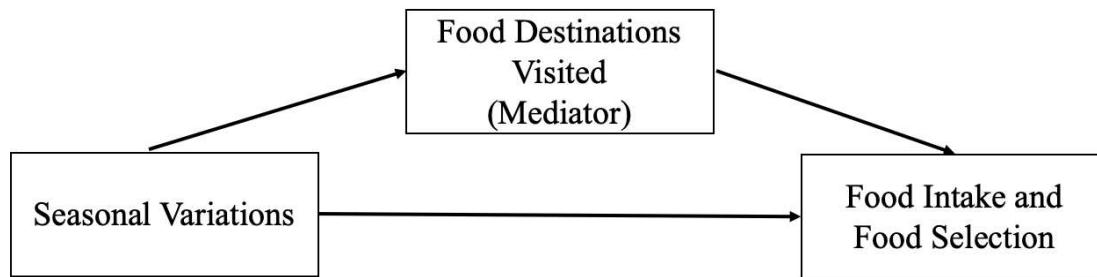 Food Destinations
Visited
(Mediator)
Seasonal Variations
Food Intake and
Food Selection